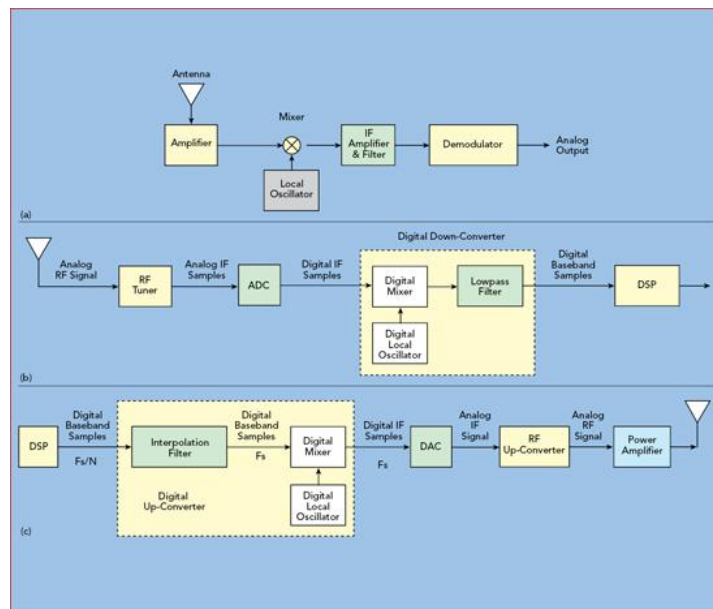 Antenna
Mixer
Amplifier
IF
Amplifier
& Filter
Demodulator
Analog
Output
Local
Oscillator
(a)
Digital Down-Converter
Analog
RF Signal
RF
Tuner
Analog IF
Samples
ADC
Digital IF
Samples
Digital
Mixer
Lowpass
Filter
Digital
Baseband
Samples
DSP
Digital
Local
Oscillator
(b)
DSP
Digital
Baseband
Samples
Fs/N
Interpolation
Filter
Digital
Baseband
Samples
Fs
Digital
Mixer
Digital IF
Samples
Fs
DAC
Analog
IF
Signal
RF
Up-Converter
Analog
RF
Signal
Power
Amplifier
Digital
Up-Converter
Digital
Local
Oscillator
(c)